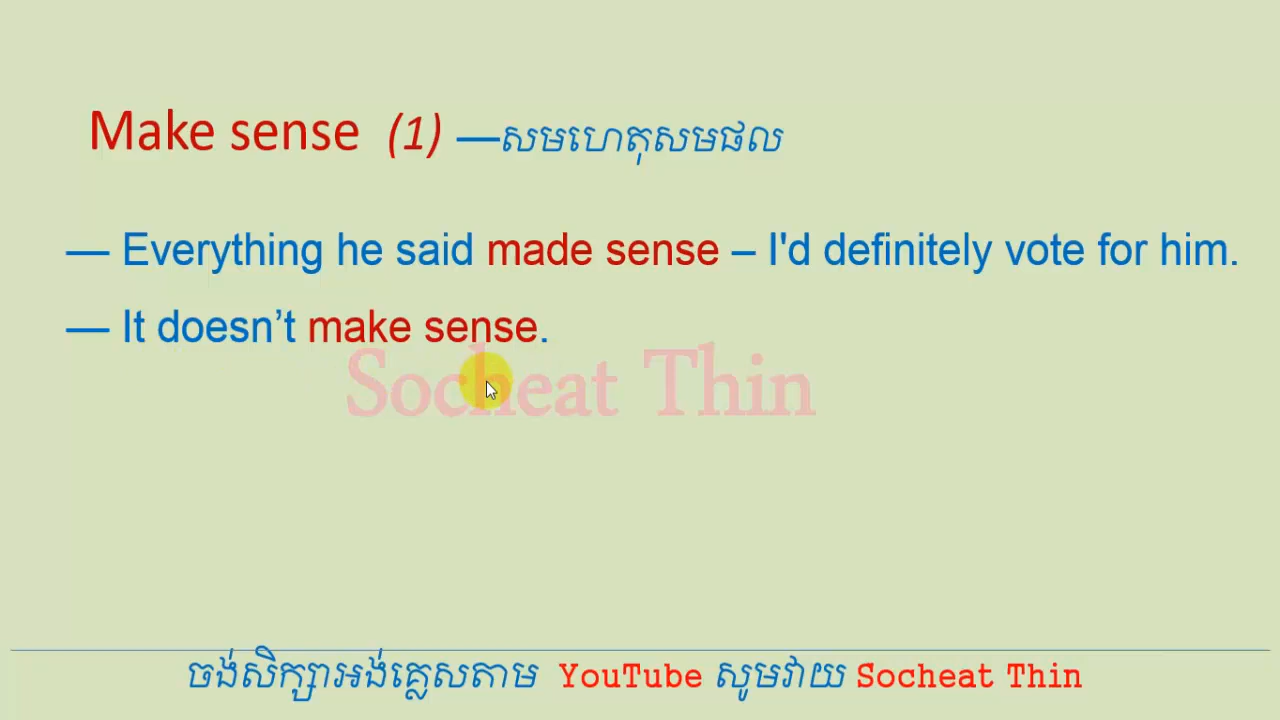 Make sense (1) —សមហេតុសមផល
— Everything he said made sense – I'd definitely vote for him.
— It doesn’t make sense.
Socheat Thin
ចង់សិក្សាអង់គ្លេសតាម YouTube សូមវាយ Socheat Thin